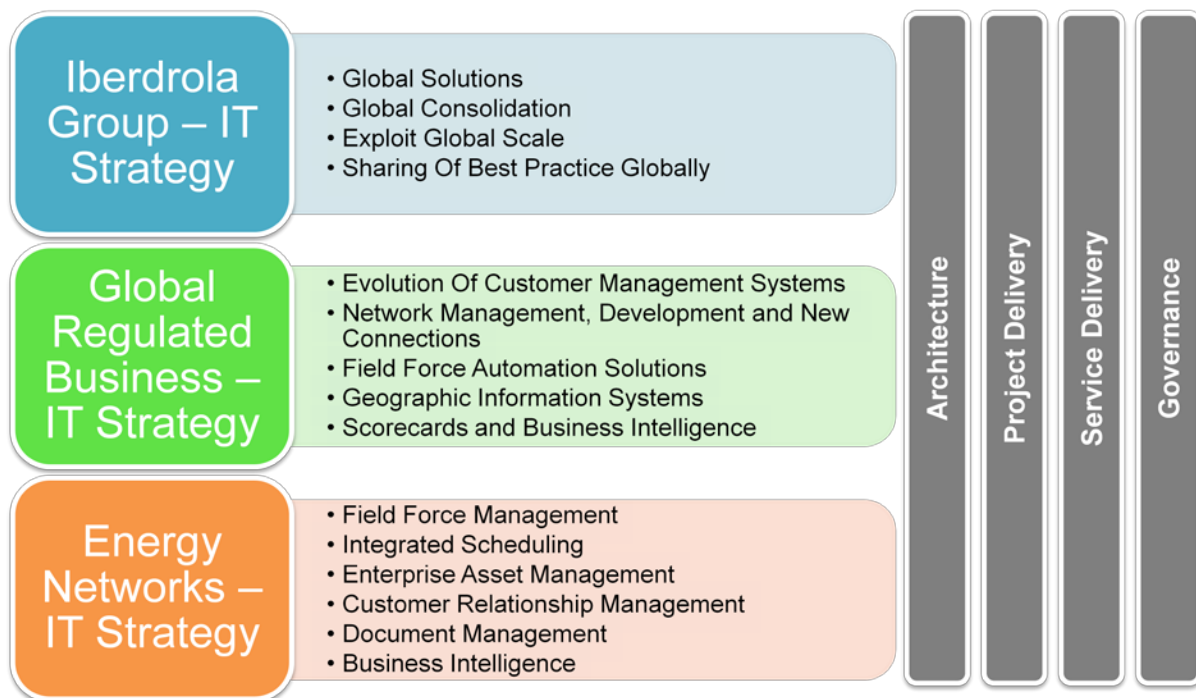 Iberdrola
Group – IT
Strategy
• Global Solutions
• Global Consolidation
• Exploit Global Scale
• Sharing Of Best Practice Globally
Global
Regulated
Business –
IT Strategy
• Evolution Of Customer Management Systems
• Network Management, Development and New
Connections
• Field Force Automation Solutions
• Geographic Information Systems
• Scorecards and Business Intelligence
Energy
Networks –
IT Strategy
• Field Force Management
• Integrated Scheduling
• Enterprise Asset Management
• Customer Relationship Management
• Document Management
• Business Intelligence
Architecture
Project Delivery
Service Delivery
Governance